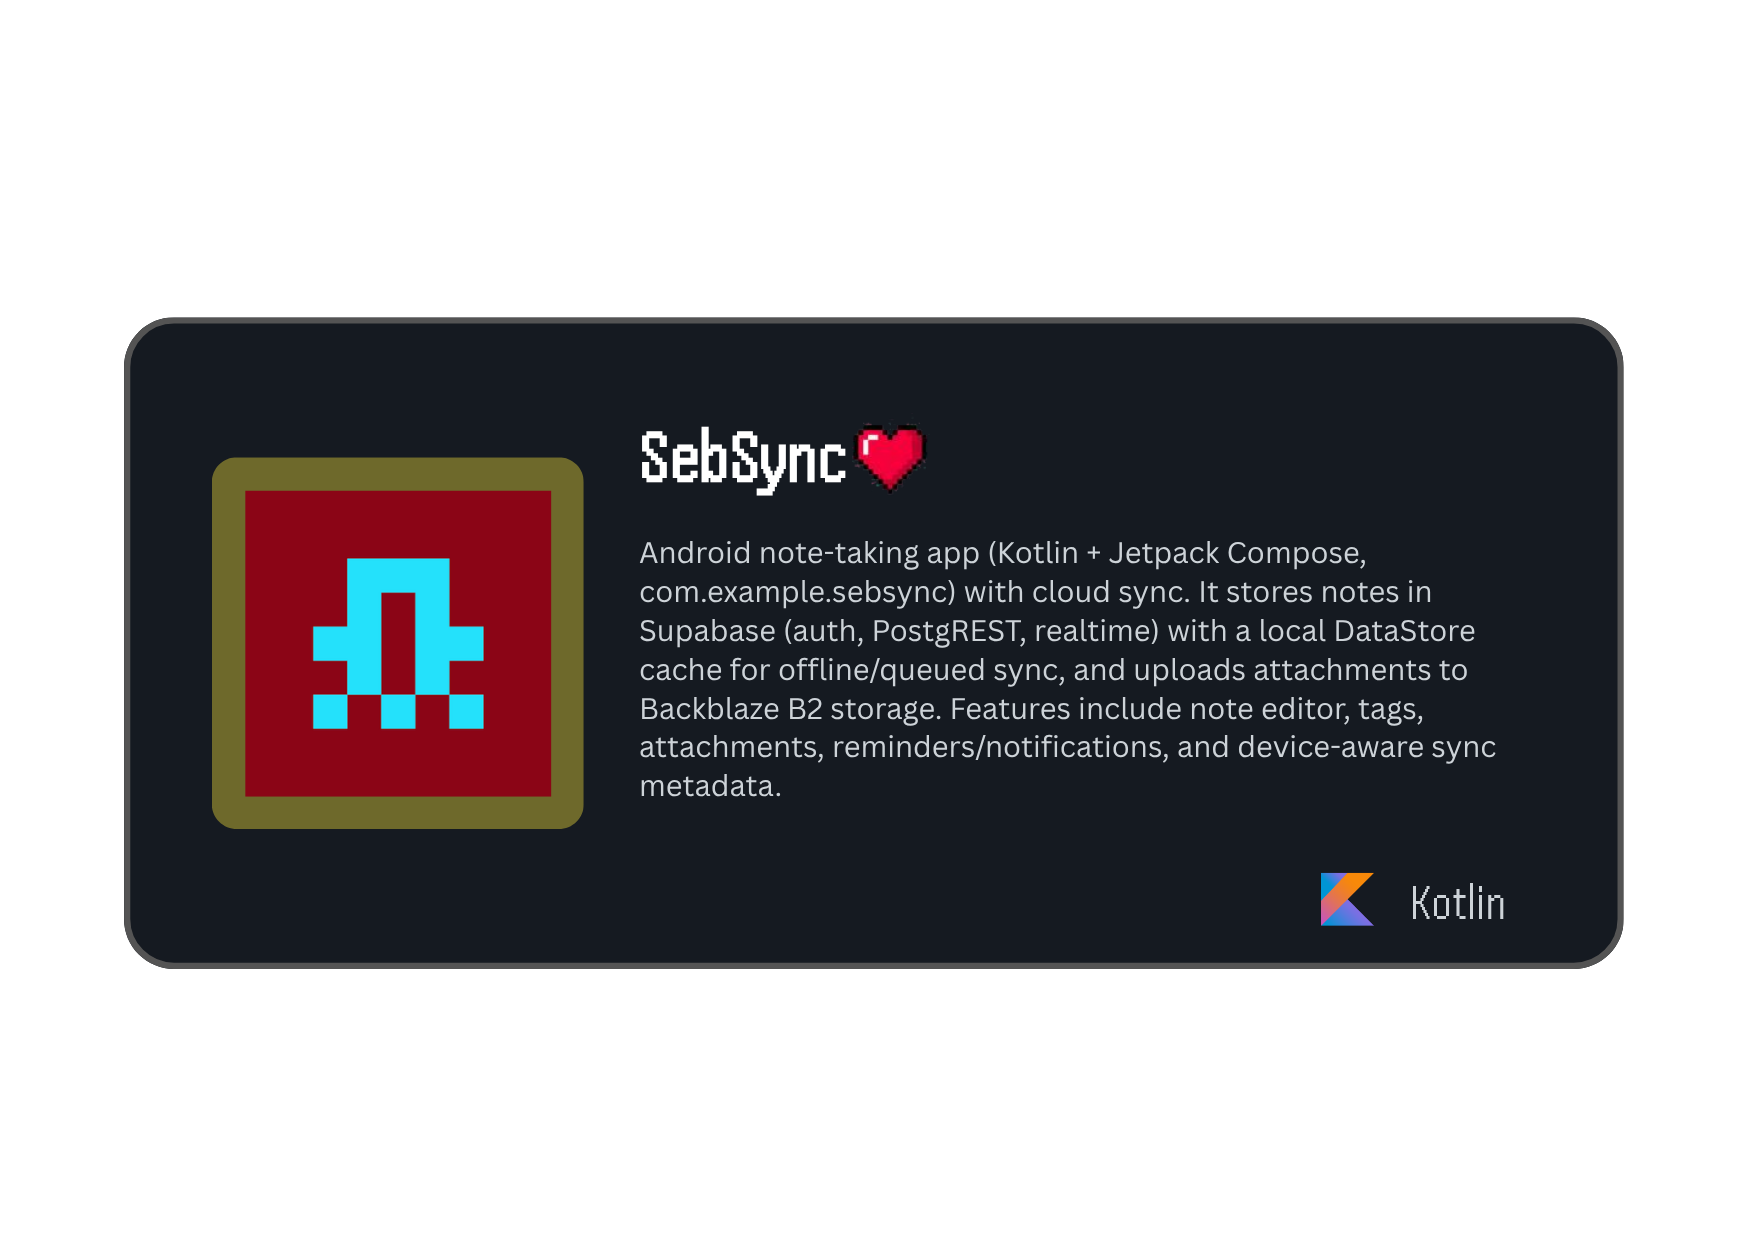 SebSync
Android note-taking app (Kotlin + Jetpack Compose,
com.example.sebsync) with cloud sync. It stores notes in
Supabase (auth, PostgREST, realtime) with a local DataStore
cache for offline/queued sync, and uploads attachments to
Backblaze B2 storage. Features include note editor, tags,
attachments, reminders/notifications, and device-aware sync
metadata.
Kotlin